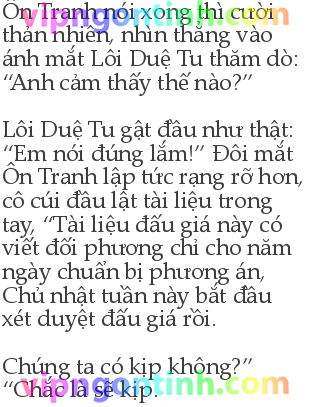 Ôn Tranh nói xong thì cười
thản nhiên, nhìn thẳng vào
ánh mắt Lôi Duệ Tu thăm dò:
“Anh cảm thấy thế nào?”
Lôi Duệ Tu gật đầu như thật:
“Em nói đúng lắm!” Đôi mắt
Ôn Tranh lập tức rạng rỡ hơn,
cô cúi đầu lật tài liệu trong
tay, “Tài liệu đấu giá này có
viết đối phương chỉ cho năm
ngày chuẩn bị phương án,
Chủ nhật tuần này bắt đầu
xét duyệt đấu giá rồi.
Chúng ta có kịp không?”
“Chắc là sẽ kịp.
vipngontinh.com
vipngontinh.com